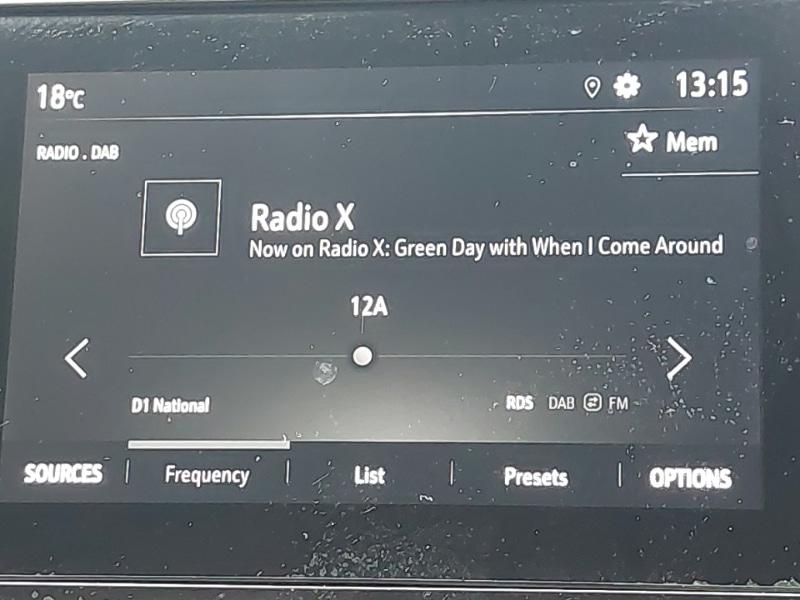 18°C 13:15
RADIO . DAB
Mem
Radio X
Now on Radio X: Green Day with When I Come Around
12A
D1 National RDS DAB FM
SOURCES Frequency List Presets OPTIONS